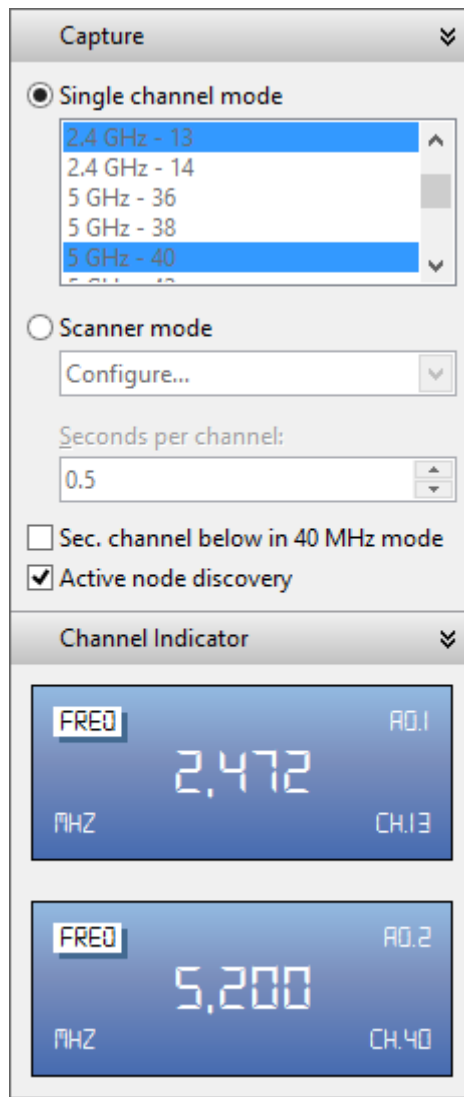 Capture
Single channel mode
2.4 GHz - 13
2.4 GHz - 14
5 GHz - 36
5 GHz - 38
5 GHz - 40
Scanner mode
Configure...
Seconds per channel:
0.5
Sec. channel below in 40 MHz mode
Active node discovery
Channel Indicator
FREQ AD.1
2,472
MHZ CH.13
FREQ AD.2
5,200
MHZ CH.40